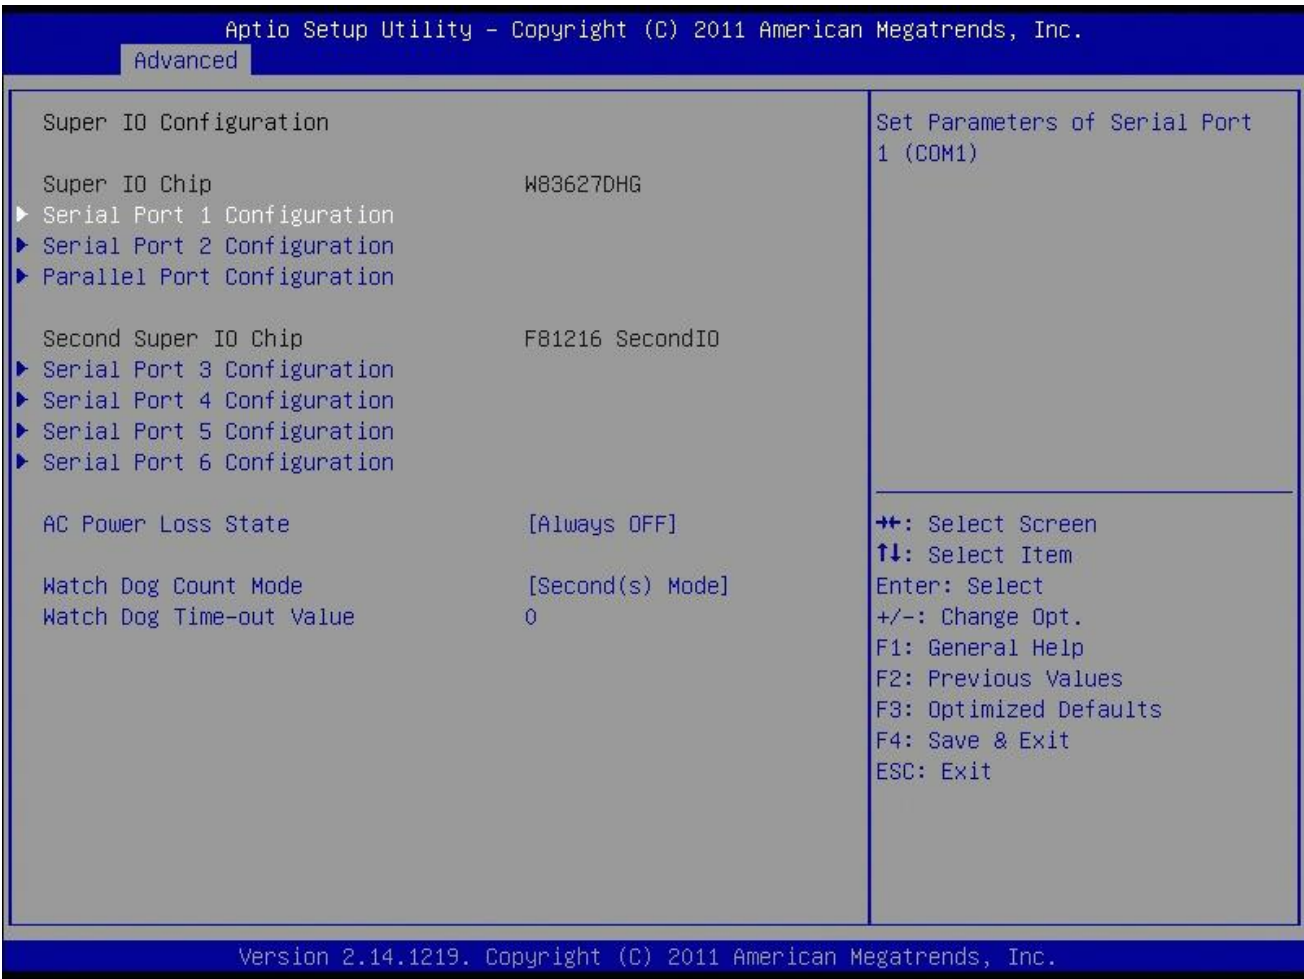 Aptio Setup Utility – Copyright (C) 2011 American Megatrends, Inc.
Advanced
Super IO Configuration
Super IO Chip W83627DHG
Serial Port 1 Configuration
Serial Port 2 Configuration
Parallel Port Configuration
Second Super IO Chip F81216 SecondIO
Serial Port 3 Configuration
Serial Port 4 Configuration
Serial Port 5 Configuration
Serial Port 6 Configuration
AC Power Loss State [Always OFF]
Watch Dog Count Mode [Second(s) Mode]
Watch Dog Time-out Value 0
Set Parameters of Serial Port
1 (COM1)
→←: Select Screen
↑↓: Select Item
Enter: Select
+/-: Change Opt.
F1: General Help
F2: Previous Values
F3: Optimized Defaults
F4: Save & Exit
ESC: Exit
Version 2.14.1219. Copyright (C) 2011 American Megatrends, Inc.